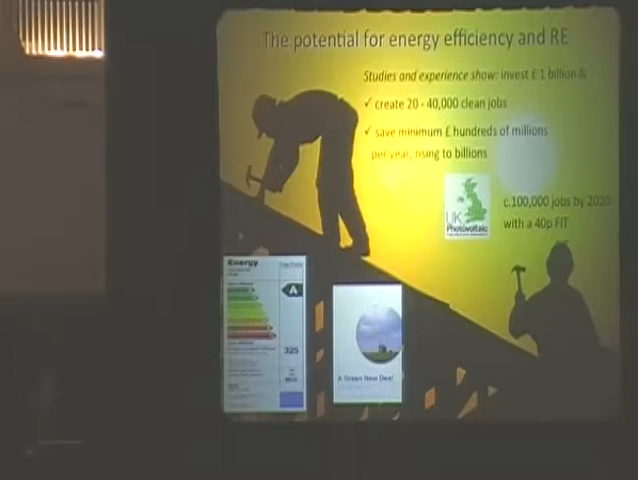 The potential for energy efficiency and RE
Studies and experience show: invest £ 1 billion &
✓ create 20 - 40,000 clean jobs
✓ save minimum £ hundreds of millions
per year, rising to billions
UK
Photovoltaic
c.100,000 jobs by 2020
with a 40p FiT
Energy
A
325
A Green New Deal